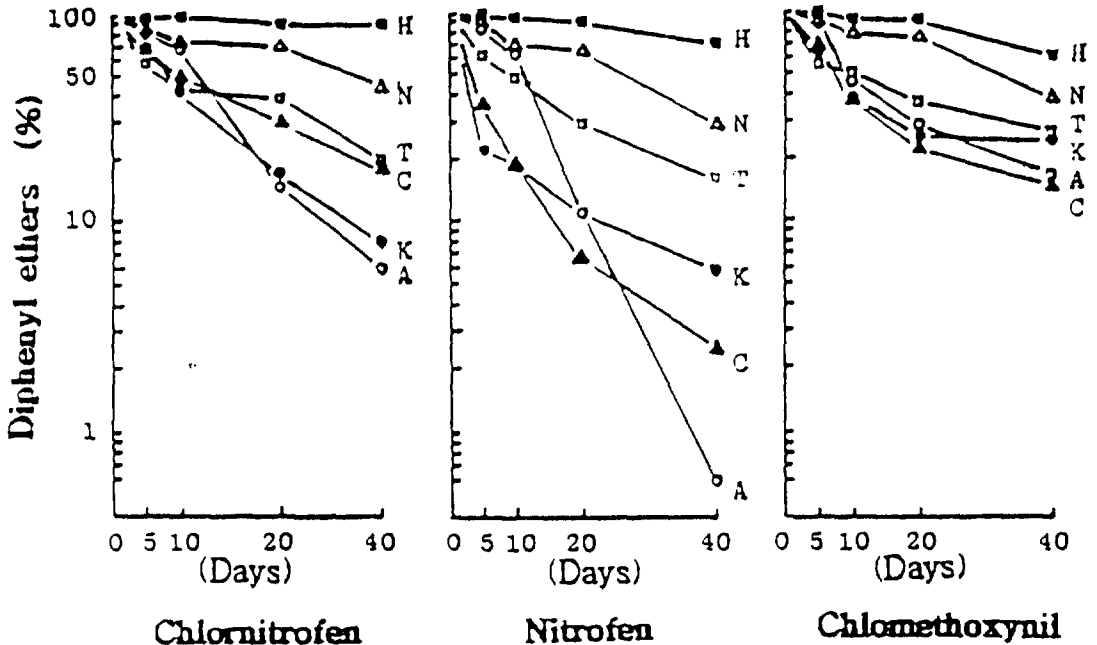 Diphenyl ethers (%)
100
50
10
1
H
N
T
C
K
A
0 5 10 20 40
(Days)
Chlornitrofen
H
N
T
K
C
A
0 5 10 20 40
(Days)
Nitrofen
H
N
T
K
A
C
0 5 10 20 40
(Days)
Chlomethoxynil